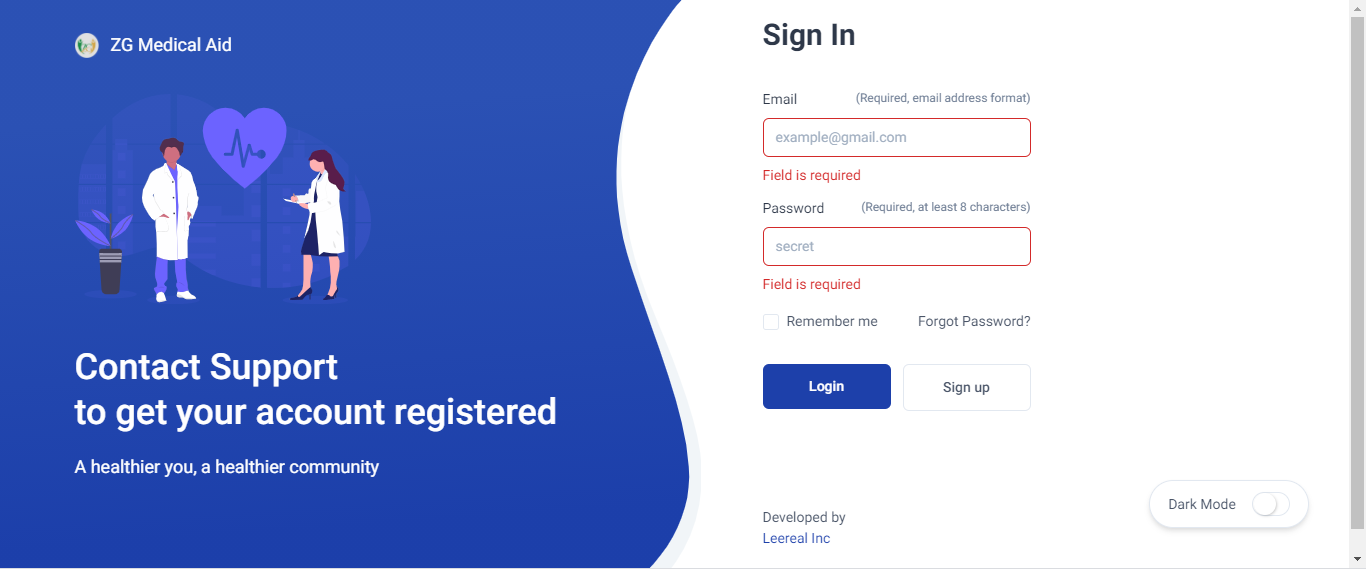 ZG Medical Aid
Contact Support
to get your account registered
A healthier you, a healthier community
Sign In
Email (Required, email address format)
example@gmail.com
Field is required
Password (Required, at least 8 characters)
secret
Field is required
Remember me Forgot Password?
Login Sign up
Developed by
Leereal Inc
Dark Mode